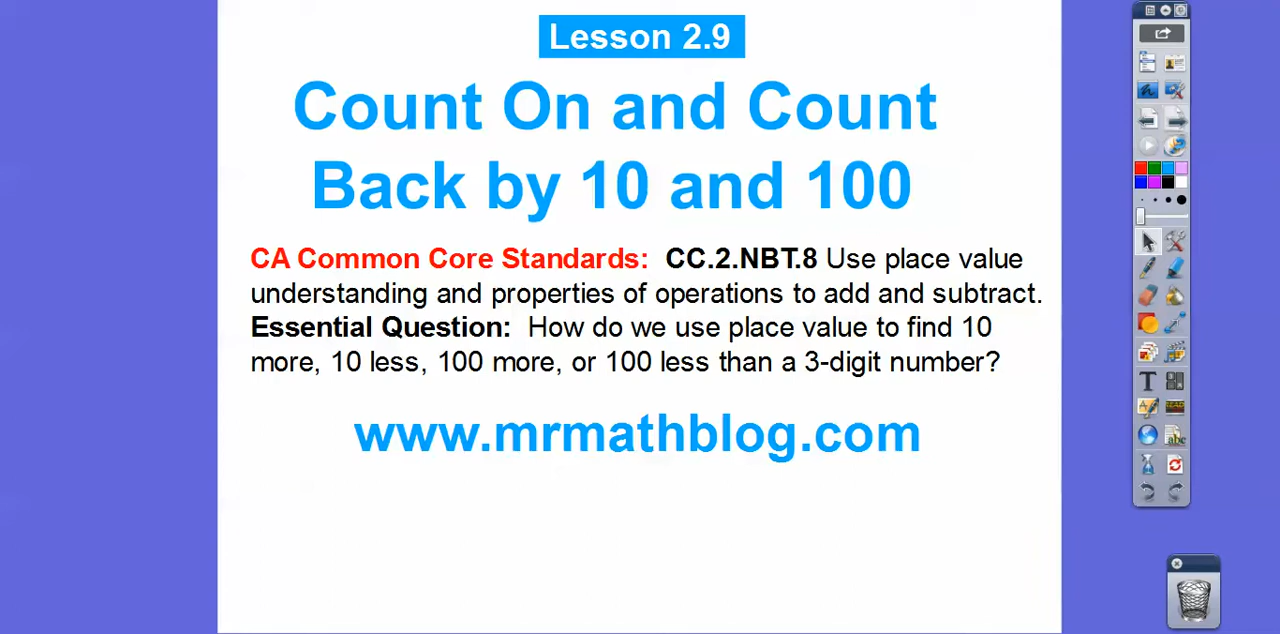 Lesson 2.9
Count On and Count
Back by 10 and 100
CA Common Core Standards: CC.2.NBT.8 Use place value
understanding and properties of operations to add and subtract.
Essential Question: How do we use place value to find 10
more, 10 less, 100 more, or 100 less than a 3-digit number?
www.mrmathblog.com